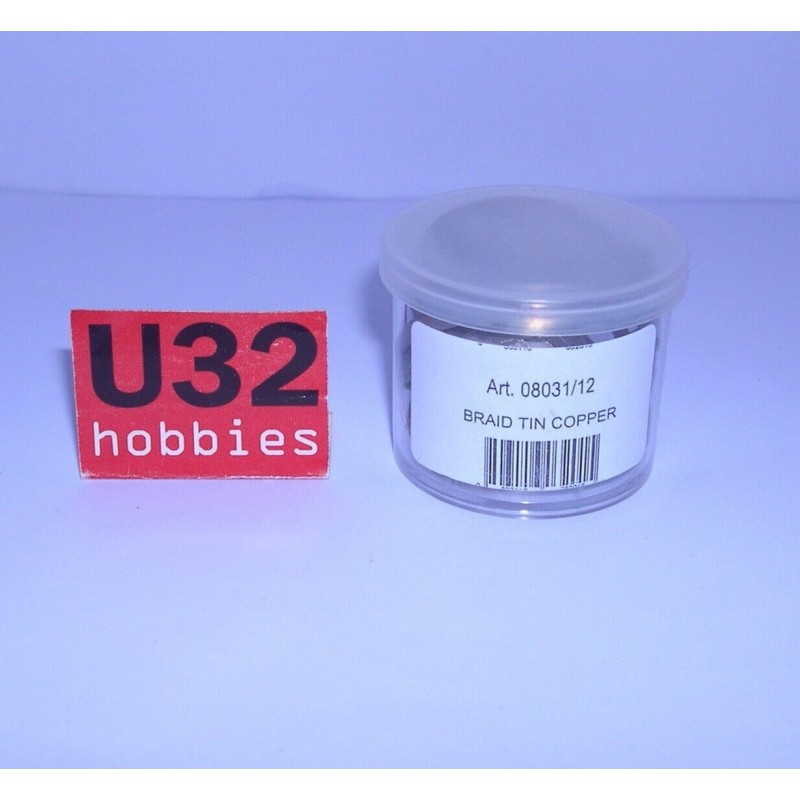 U32
hobbies
Art. 08031/12
BRAID TIN COPPER